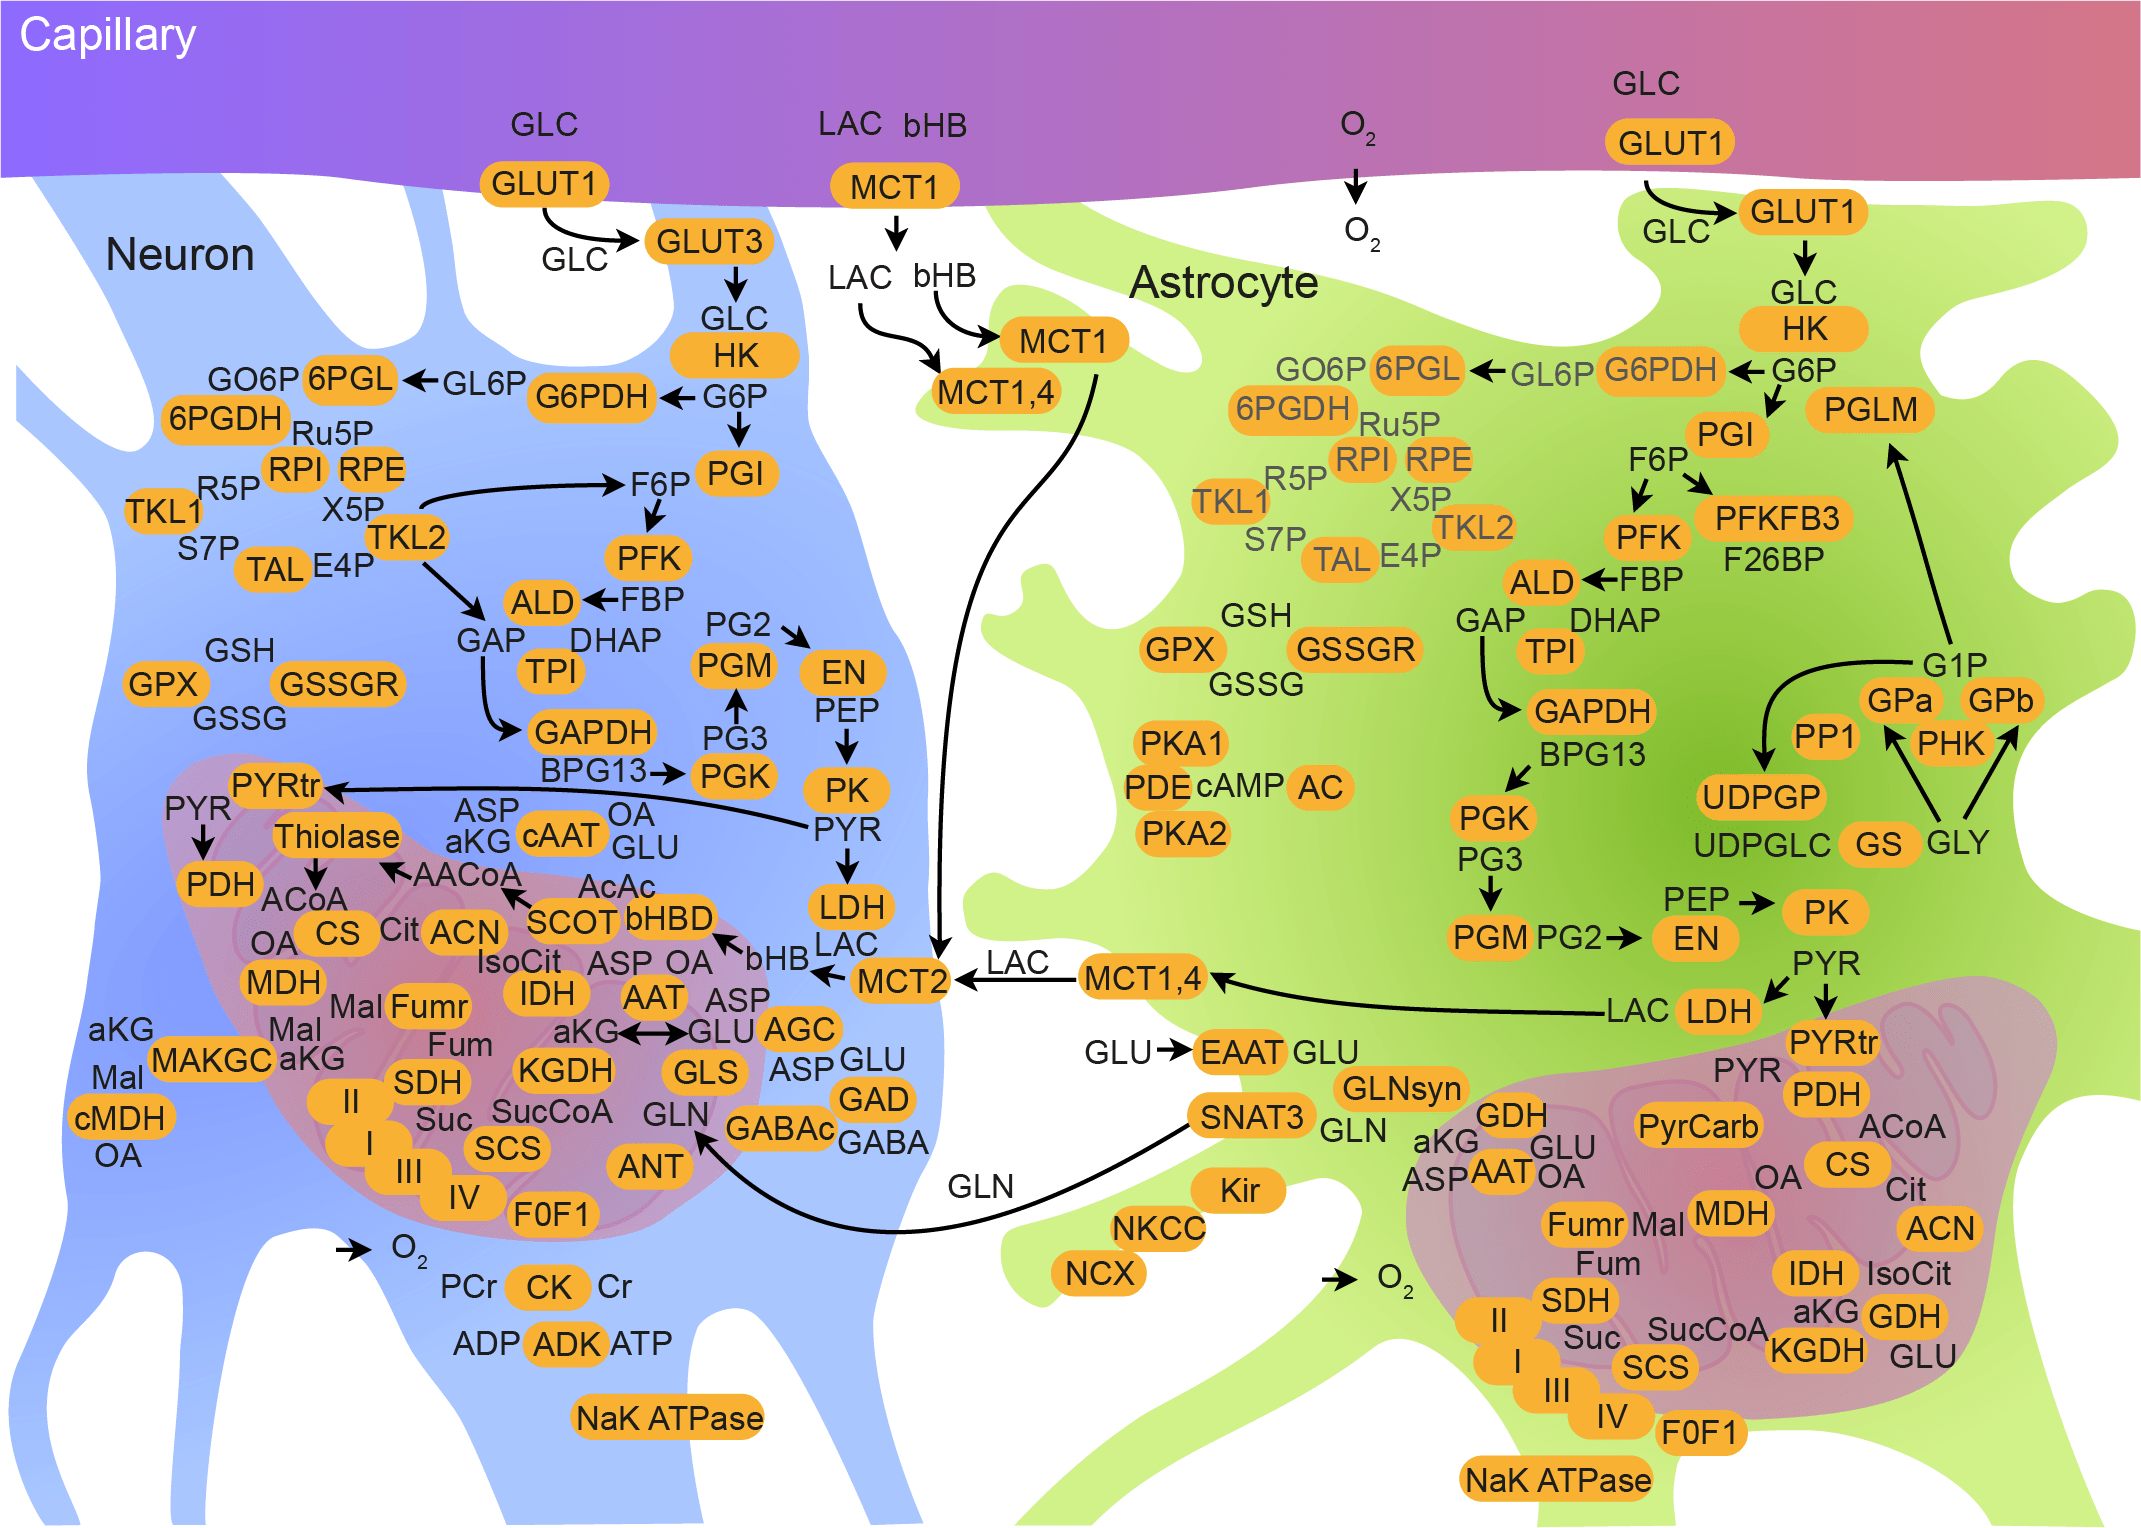 Capillary
GLC
GLUT1
LAC bHB
MCT1
O2
O2
GLC
GLUT1
Neuron
GLC
GLUT3
GLC
HK
G6P
G6PDH
GL6P
6PGL
GO6P
6PGDH
Ru5P
RPI
RPE
R5P
X5P
TKL1
TKL2
S7P
TAL
E4P
PGI
F6P
PFK
FBP
ALD
GAP
DHAP
TPI
GSH
GPX
GSSGR
GSSG
GAPDH
BPG13
PGK
PG3
PGM
PG2
EN
PEP
PK
PYR
LDH
LAC
MCT2
bHB
PYRtr
PYR
Thiolase
PDH
ACoA
AACoA
ASP
aKG
cAAT
OA
GLU
AcAc
SCOT
bHBD
OA
CS
Cit
ACN
IsoCit
IDH
ASP OA
AAT
ASP
MDH
Mal
Fumr
Mal
aKG
Fum
aKG
GLU
AGC
aKG
MAKGC
Mal
cMDH
OA
SDH
KGDH
GLS
ASP
GLU
GAD
GABAc
GABA
II
I
III
IV
Suc
SucCoA
SCS
GLN
ANT
F0F1
O2
PCr
CK
Cr
ADP
ADK
ATP
NaK ATPase
LAC
bHB
MCT1
MCT1,4
LAC
MCT1,4
GLN
Astrocyte
GLC
GLUT1
GLC
HK
G6P
G6PDH
GL6P
6PGL
GO6P
6PGDH
Ru5P
RPI
RPE
R5P
X5P
TKL1
TKL2
S7P
TAL
E4P
PGLM
PGI
F6P
PFK
PFKFB3
F26BP
FBP
ALD
GAP
DHAP
TPI
GSH
GPX
GSSGR
GSSG
GAPDH
BPG13
PGK
PG3
PGM
PG2
EN
PEP
PK
PYR
LDH
LAC
G1P
GPa
GPb
PP1
PHK
UDPGP
UDPGLC
GS
GLY
PKA1
PDE
cAMP
AC
PKA2
GLU
EAAT
GLU
GLNsyn
SNAT3
GLN
Kir
NKCC
NCX
O2
PYRtr
PYR
PDH
GDH
aKG
GLU
ASP
AAT
OA
PyrCarb
ACoA
OA
CS
Cit
MDH
ACN
Fumr
Mal
Fum
IDH
IsoCit
aKG
GDH
SDH
Suc
SucCoA
KGDH
GLU
SCS
II
I
III
IV
F0F1
NaK ATPase